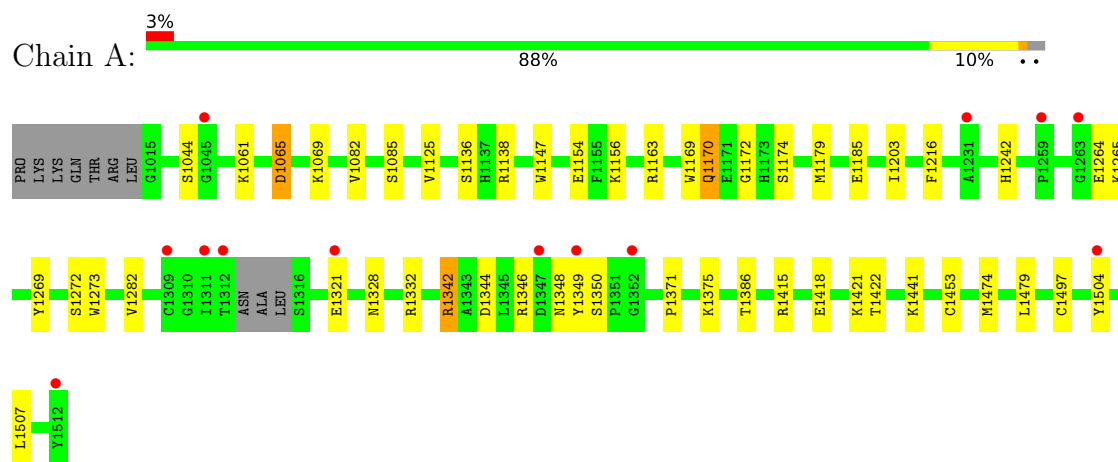 3%
Chain A:
88% 10% • •
PRO LYS LYS GLN THR ARG LEU G1015 S1044 G1045 K1061 D1065 K1069 V1082 S1085 V1125 S1136 H1137 R1138 W1147 E1154 F1155 K1156 R1163 W1169 Q1170 E1171 G1172 H1173 S1174 M1179 E1185 I1203 F1216 A1231 H1242 P1259 G1263 E1264 K1265
Y1269 S1272 W1273 V1282 C1309 G1310 I1311 T1312 ASN ALA LEU S1316 E1321 N1328 R1332 R1342 A1343 D1344 L1345 R1346 D1347 N1348 Y1349 S1350 P1351 G1352 P1371 K1375 T1386 R1415 E1418 K1421 T1422 K1441 C1453 M1474 L1479 C1497 Y1504
L1507 Y1512